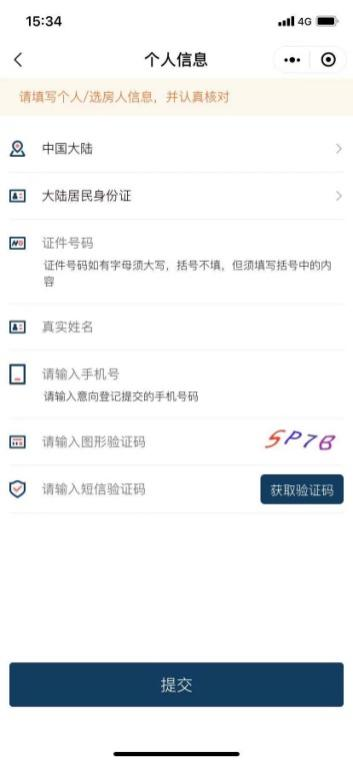 15:34
4G
个人信息
请填写个人/选房人信息，并认真核对
中国大陆
大陆居民身份证
证件号码
证件号码如有字母须大写，括号不填，但须填写括号中的内
容
真实姓名
请输入手机号
请输入意向登记提交的手机号码
请输入图形验证码
SP7B
请输入短信验证码
获取验证码
提交